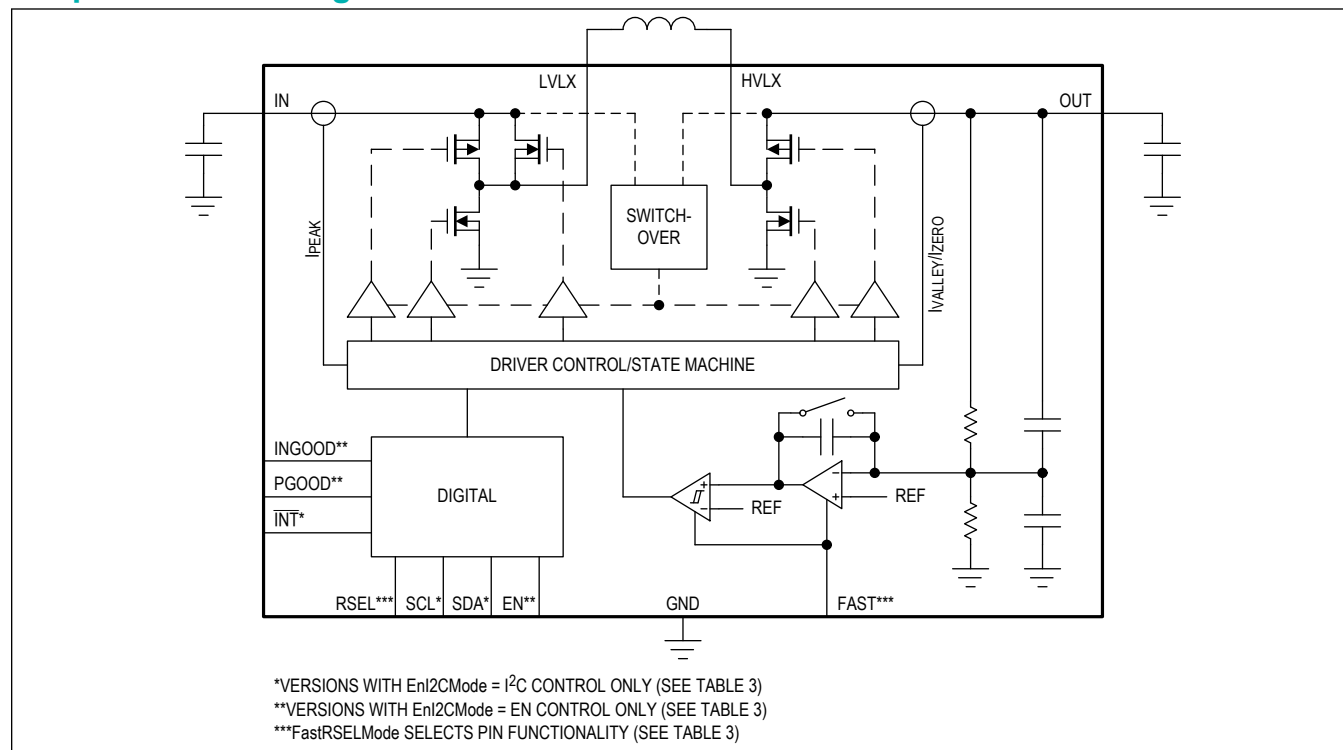 LVLX
HVLX
IN
OUT
SWITCH-
OVER
IPEAK
IVALLEY/IZERO
DRIVER CONTROL/STATE MACHINE
INGOOD**
PGOOD**
INT*
DIGITAL
+
-
REF
-
+
REF
RSEL***
SCL*
SDA*
EN**
GND
FAST***
*VERSIONS WITH EnI2CMode = I2C CONTROL ONLY (SEE TABLE 3)
**VERSIONS WITH EnI2CMode = EN CONTROL ONLY (SEE TABLE 3)
***FastRSELMode SELECTS PIN FUNCTIONALITY (SEE TABLE 3)